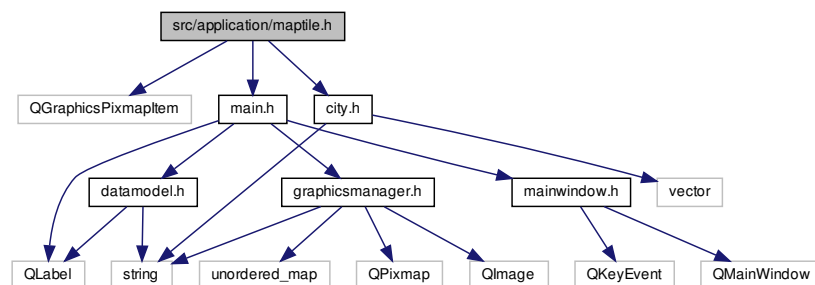 src/application/maptile.h
QGraphicsPixmapItem
main.h
city.h
datamodel.h
graphicsmanager.h
mainwindow.h
vector
QLabel
string
unordered_map
QPixmap
QImage
QKeyEvent
QMainWindow